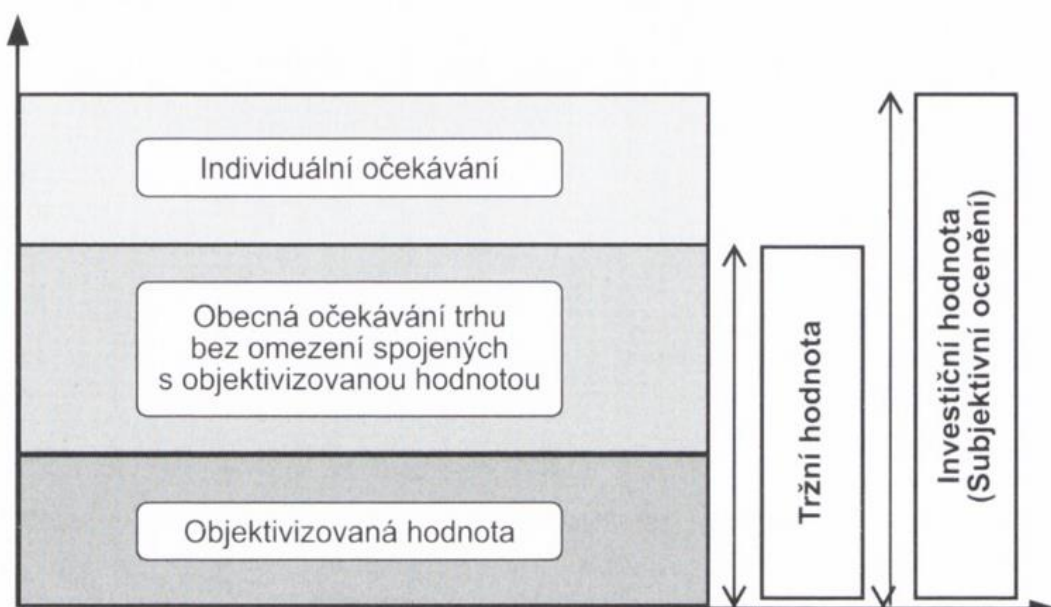 Individuální očekávání
Obecná očekávání trhu
bez omezení spojených
s objektivizovanou hodnotou
Objektivizovaná hodnota
Tržní hodnota
Investiční hodnota
(Subjektivní ocenění)